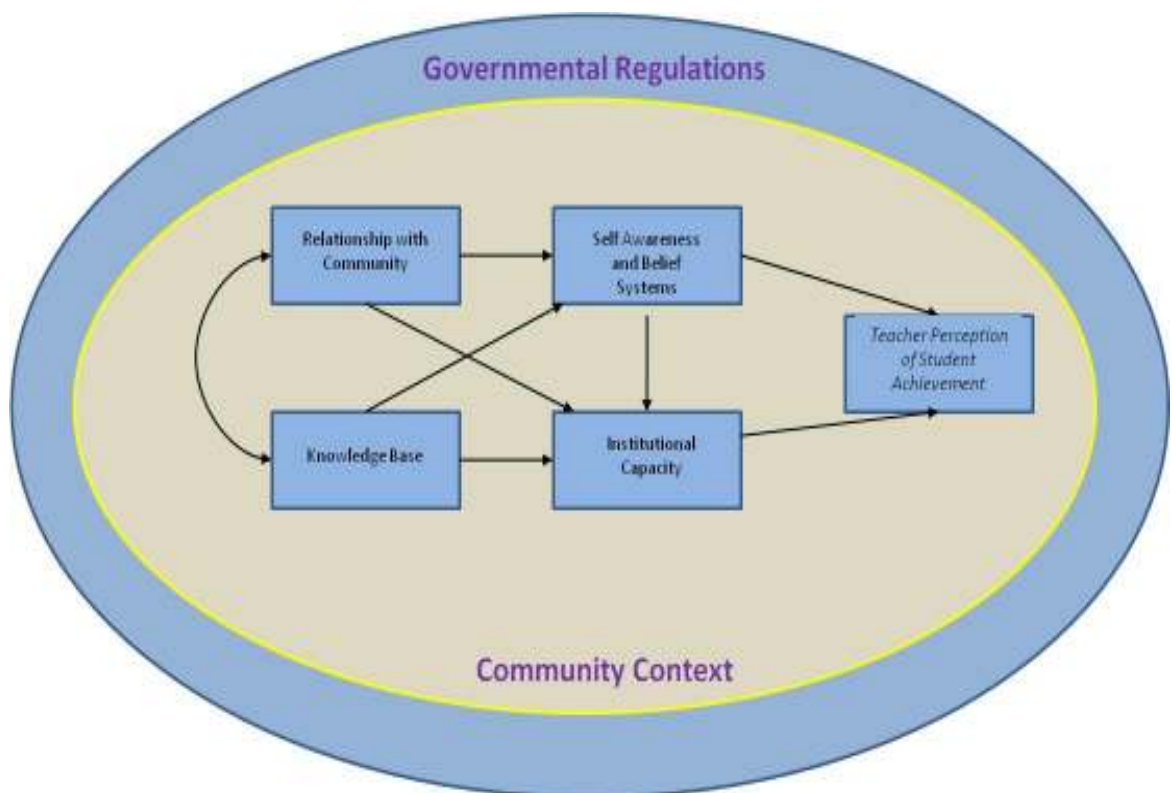 Governmental Regulations
Relationship with
Community
Self Awareness
and Belief
Systems
Teacher Perception
of Student
Achievement
Knowledge Base
Institutional
Capacity
Community Context